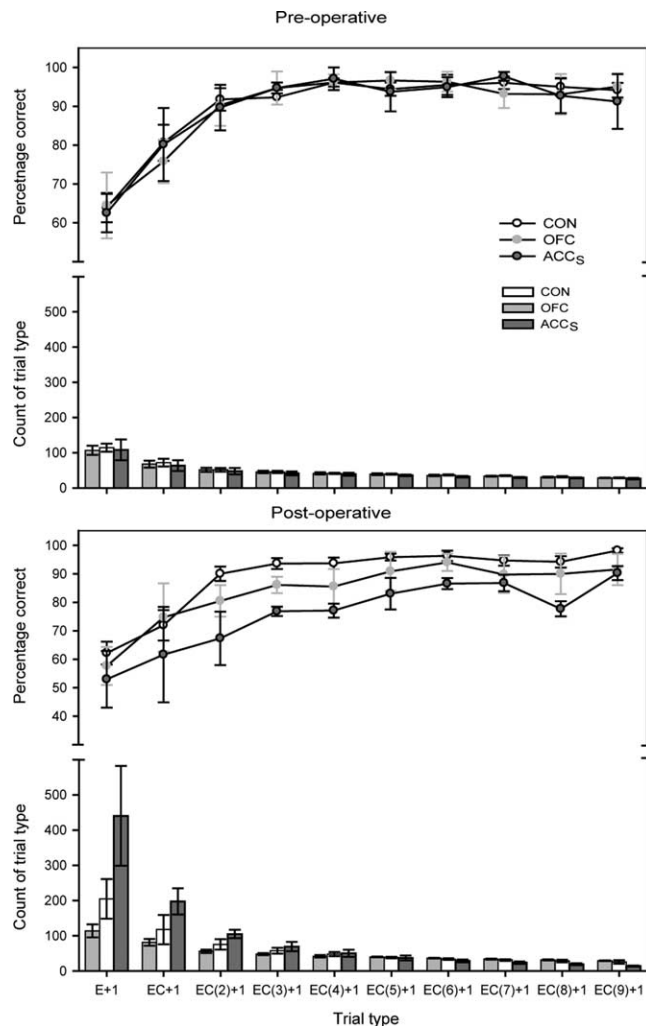 Pre-operative
Percetnage correct
100
90
80
70
60
CON
OFC
ACCS
Count of trial type
500
400
300
200
100
0
CON
OFC
ACCS
Post-operative
Percentage correct
100
90
80
70
60
50
40
Count of trial type
600
500
400
300
200
100
0
E+1 EC+1 EC(2)+1 EC(3)+1 EC(4)+1 EC(5)+1 EC(6)+1 EC(7)+1 EC(8)+1 EC(9)+1
Trial type